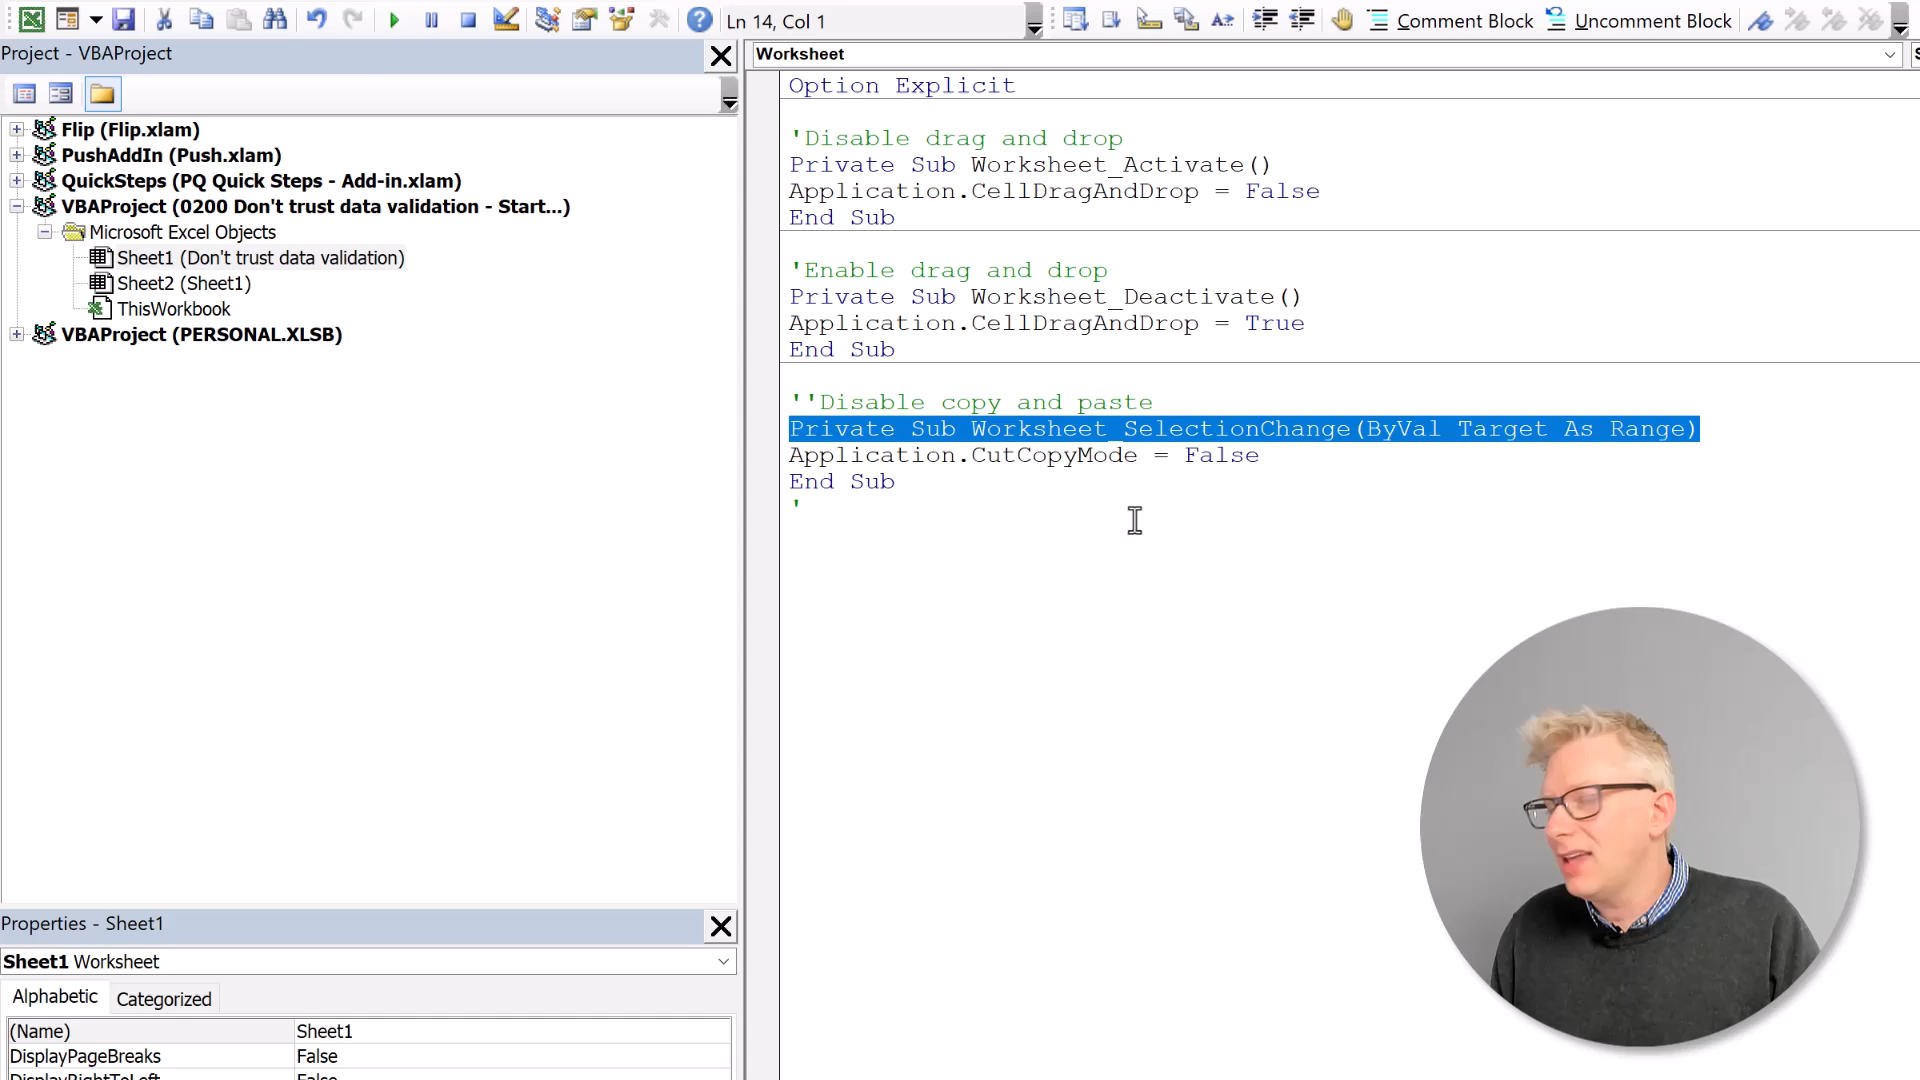 Ln 14, Col 1
Comment Block
Uncomment Block
Project - VBAProject
Flip (Flip.xlam)
PushAddIn (Push.xlam)
QuickSteps (PQ Quick Steps - Add-in.xlam)
VBAProject (0200 Don't trust data validation - Start...)
Microsoft Excel Objects
Sheet1 (Don't trust data validation)
Sheet2 (Sheet1)
ThisWorkbook
VBAProject (PERSONAL.XLSB)
Properties - Sheet1
Sheet1 Worksheet
Alphabetic
Categorized
(Name) Sheet1
DisplayPageBreaks False
DisplayRightToLeft False
Worksheet
Option Explicit
'Disable drag and drop
Private Sub Worksheet_Activate()
Application.CellDragAndDrop = False
End Sub
'Enable drag and drop
Private Sub Worksheet_Deactivate()
Application.CellDragAndDrop = True
End Sub
''Disable copy and paste
Private Sub Worksheet_SelectionChange(ByVal Target As Range)
Application.CutCopyMode = False
End Sub
'